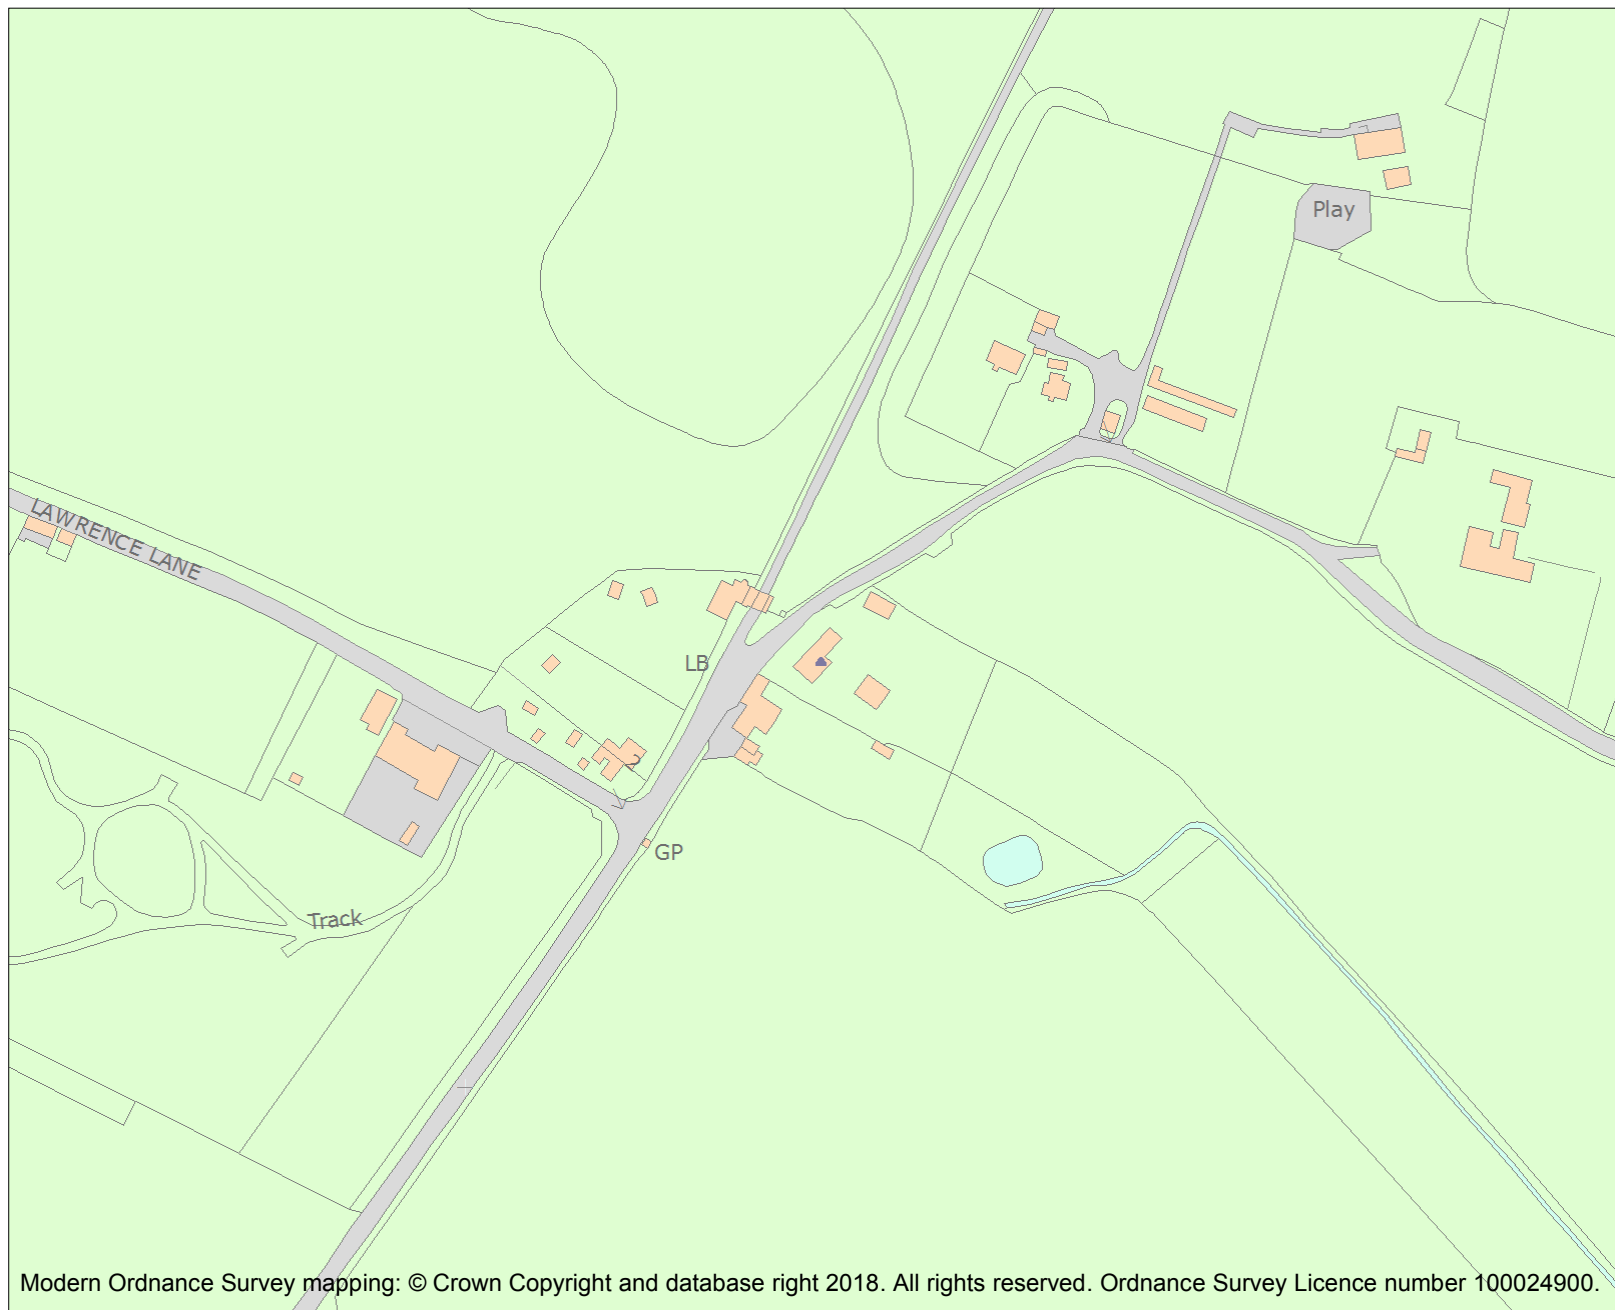 Play
LAWRENCE LANE
LB
2
GP
Track
Modern Ordnance Survey mapping: © Crown Copyright and database right 2018. All rights reserved. Ordnance Survey Licence number 100024900.